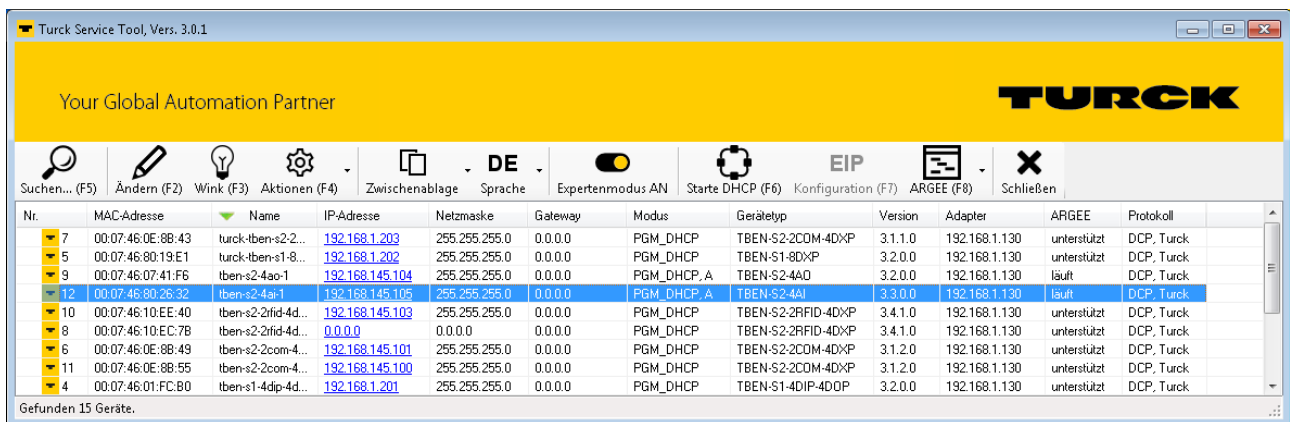 Turck Service Tool, Vers. 3.0.1
Your Global Automation Partner
TURCK
DE EIP
Suchen... (F5) Ändern (F2) Wink (F3) Aktionen (F4) Zwischenablage Sprache Expertenmodus AN Starte DHCP (F6) Konfiguration (F7) ARGEE (F8) Schließen
Nr. MAC-Adresse Name IP-Adresse Netzmaske Gateway Modus Gerätetyp Version Adapter ARGEE Protokoll
7 00:07:46:0E:8B:43 turck-tben-s2-2... 192.168.1.203 255.255.255.0 0.0.0.0 PGM_DHCP TBEN-S2-2COM-4DXP 3.1.1.0 192.168.1.130 unterstützt DCP, Turck
5 00:07:46:80:19:E1 turck-tben-s1-8... 192.168.1.202 255.255.255.0 0.0.0.0 PGM_DHCP TBEN-S1-8DXP 3.2.0.0 192.168.1.130 unterstützt DCP, Turck
9 00:07:46:07:41:F6 tben-s2-4ao-1 192.168.145.104 255.255.255.0 0.0.0.0 PGM_DHCP, A TBEN-S2-4AO 3.2.0.0 192.168.1.130 läuft DCP, Turck
12 00:07:46:80:26:32 tben-s2-4ai-1 192.168.145.105 255.255.255.0 0.0.0.0 PGM_DHCP, A TBEN-S2-4AI 3.3.0.0 192.168.1.130 läuft DCP, Turck
10 00:07:46:10:EE:40 tben-s2-2rfid-4d... 192.168.145.103 255.255.255.0 0.0.0.0 PGM_DHCP TBEN-S2-2RFID-4DXP 3.4.1.0 192.168.1.130 unterstützt DCP, Turck
8 00:07:46:10:EC:7B tben-s2-2rfid-4d... 0.0.0.0 0.0.0.0 0.0.0.0 PGM_DHCP TBEN-S2-2RFID-4DXP 3.4.1.0 192.168.1.130 unterstützt DCP, Turck
6 00:07:46:0E:8B:49 tben-s2-2com-4... 192.168.145.101 255.255.255.0 0.0.0.0 PGM_DHCP TBEN-S2-2COM-4DXP 3.1.2.0 192.168.1.130 unterstützt DCP, Turck
11 00:07:46:0E:8B:55 tben-s2-2com-4... 192.168.145.100 255.255.255.0 0.0.0.0 PGM_DHCP TBEN-S2-2COM-4DXP 3.1.2.0 192.168.1.130 unterstützt DCP, Turck
4 00:07:46:01:FC:B0 tben-s1-4dip-4d... 192.168.1.201 255.255.255.0 0.0.0.0 PGM_DHCP TBEN-S1-4DIP-4DOP 3.2.0.0 192.168.1.130 unterstützt DCP, Turck
Gefunden 15 Geräte.